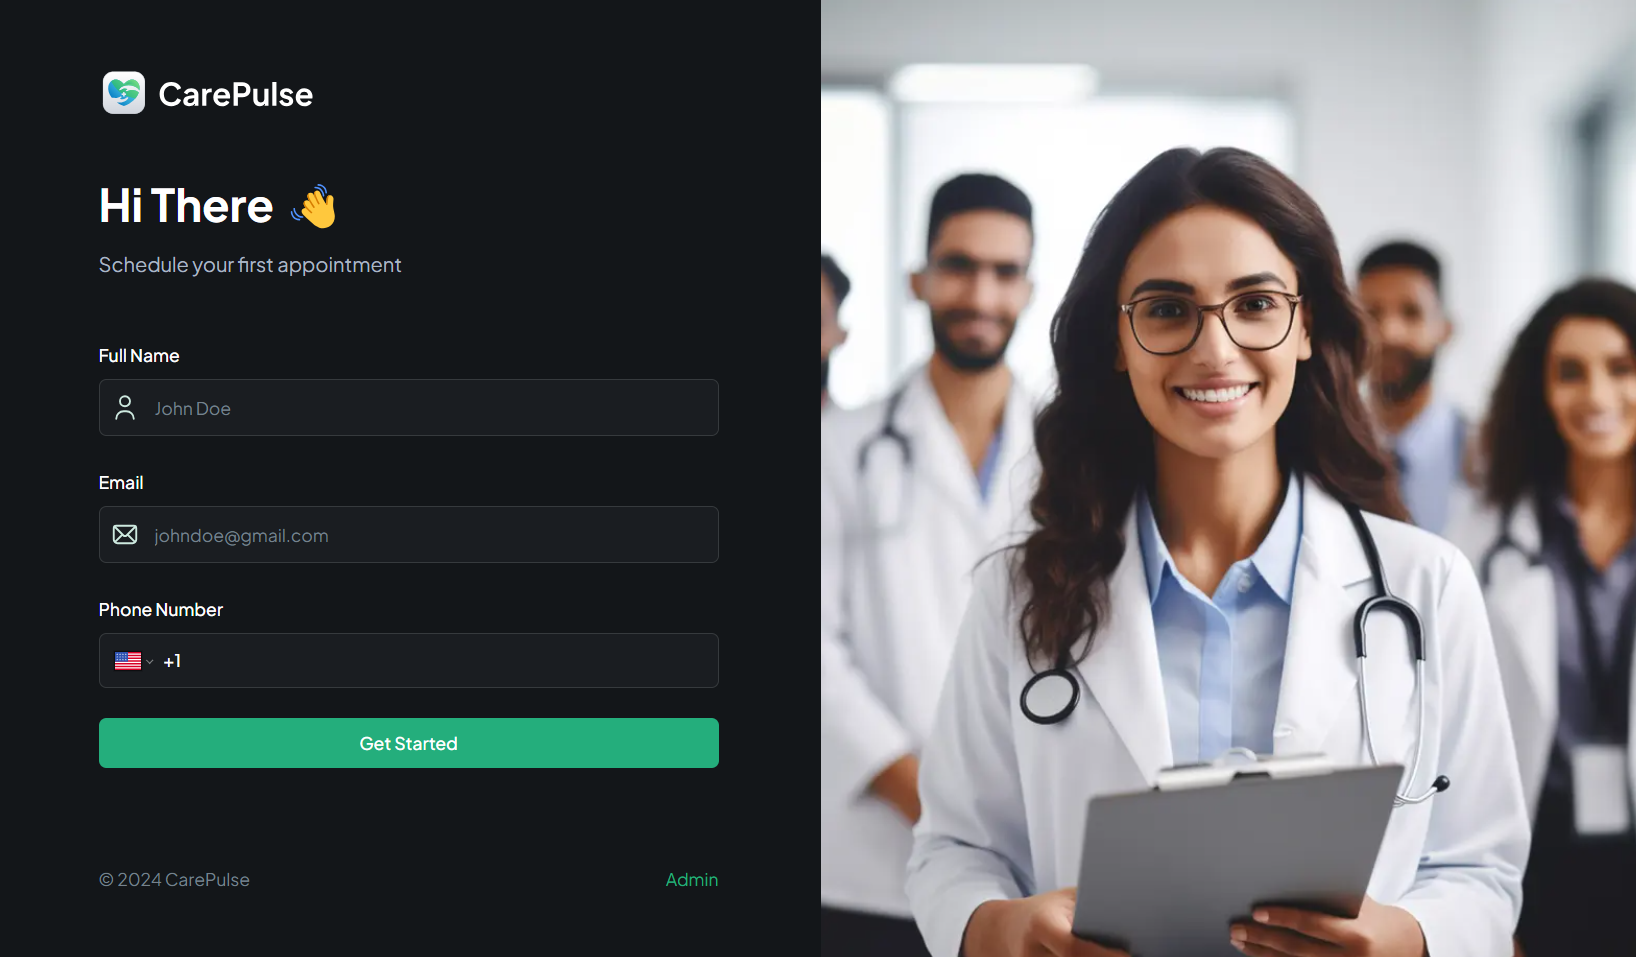 CarePulse
Hi There 👋
Schedule your first appointment
Full Name
John Doe
Email
johndoe@gmail.com
Phone Number
+1
Get Started
© 2024 CarePulse
Admin